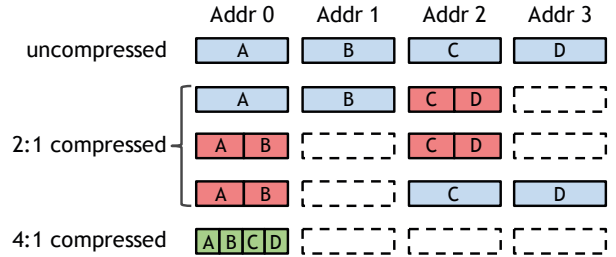 Addr 0 Addr 1 Addr 2 Addr 3
uncompressed A B C D
A B C D
2:1 compressed A B C D
A B C D
4:1 compressed A B C D